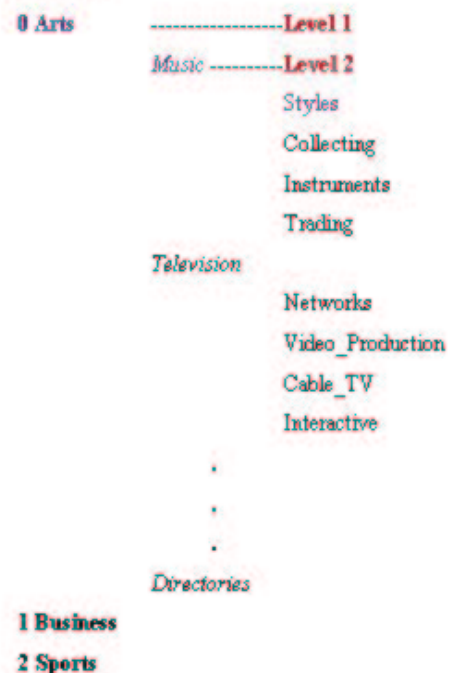 0 Arts ------------------Level 1
Music ----------Level 2
Styles
Collecting
Instruments
Trading
Television
Networks
Video_Production
Cable_TV
Interactive
.
.
.
Directories
1 Business
2 Sports